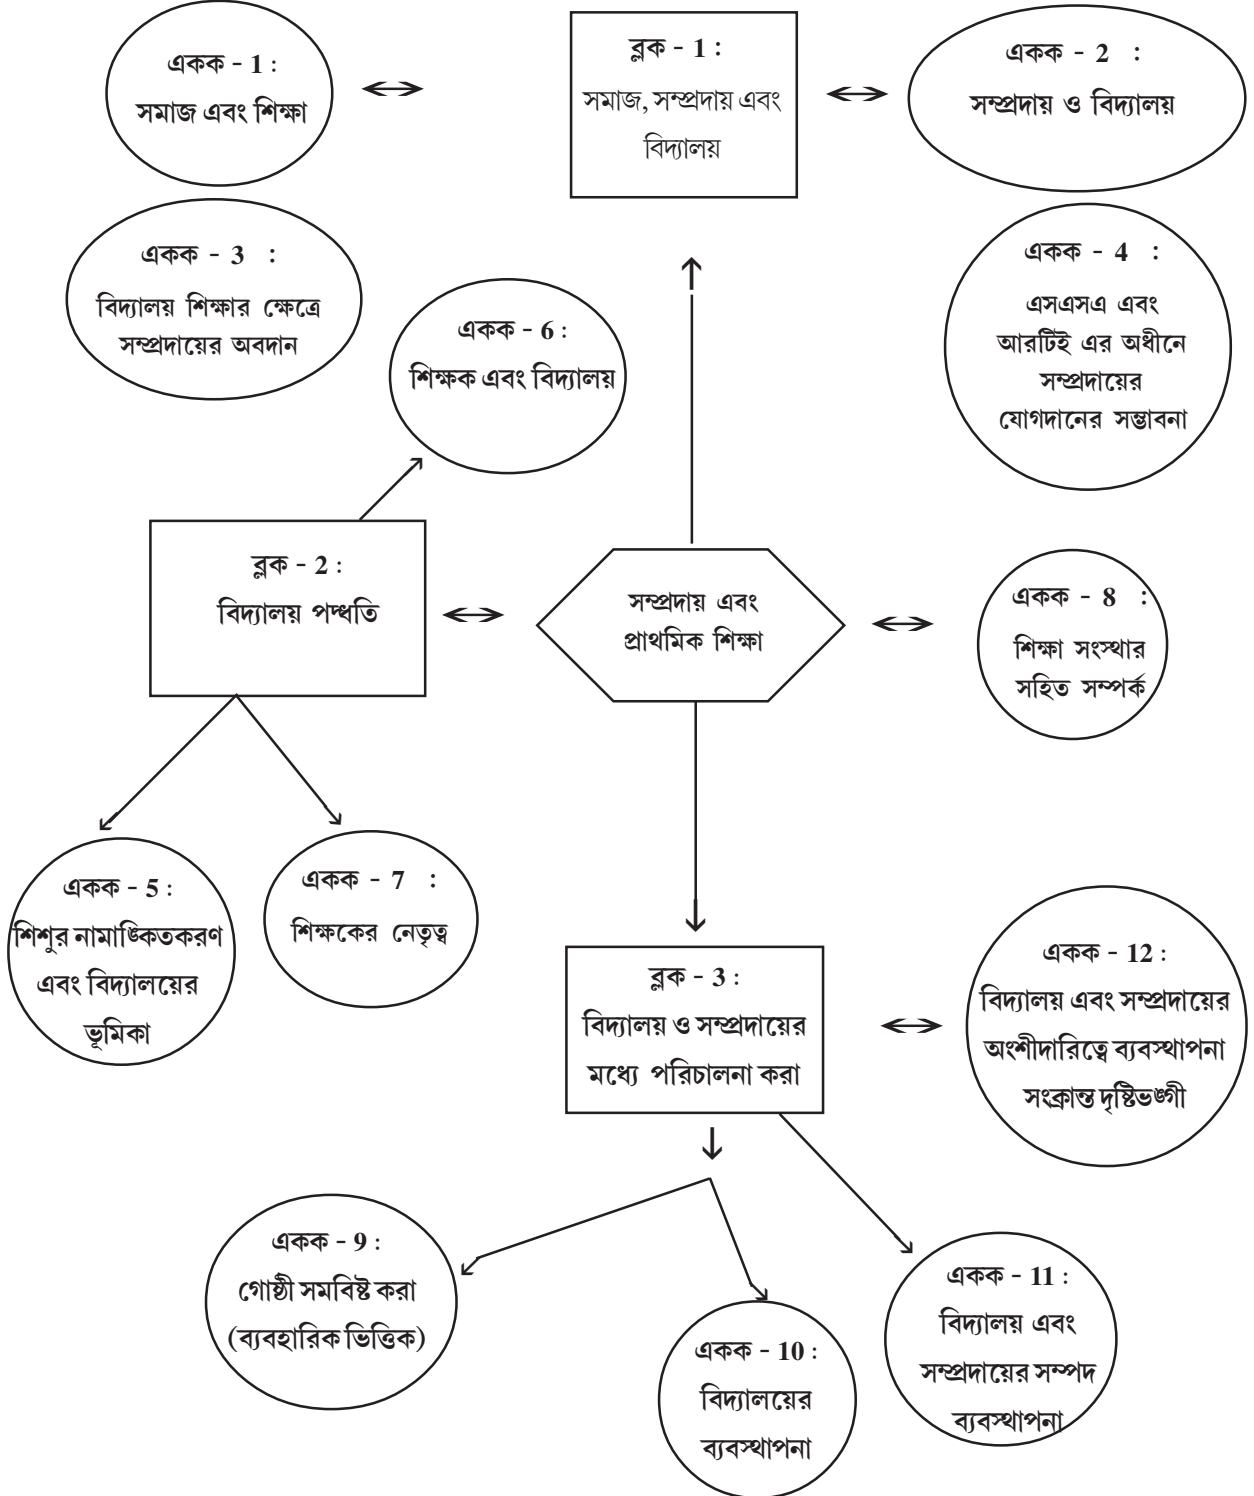 একক - 1 :
সমাজ এবং শিক্ষা
ব্লক - 1 :
সমাজ, সম্প্রদায় এবং
বিদ্যালয়
একক - 2 :
সম্প্রদায় ও বিদ্যালয়
একক - 3 :
বিদ্যালয় শিক্ষার ক্ষেত্রে
সম্প্রদায়ের অবদান
একক - 4 :
এসএসএ এবং
আরটিই এর অধীনে
সম্প্রদায়ের
যোগদানের সম্ভাবনা
একক - 6 :
শিক্ষক এবং বিদ্যালয়
ব্লক - 2 :
বিদ্যালয় পদ্ধতি
সম্প্রদায় এবং
প্রাথমিক শিক্ষা
একক - 8 :
শিক্ষা সংস্থার
সহিত সম্পর্ক
একক - 5 :
শিশুর নামাঙ্কিতকরণ
এবং বিদ্যালয়ের
ভূমিকা
একক - 7 :
শিক্ষকের নেতৃত্ব
ব্লক - 3 :
বিদ্যালয় ও সম্প্রদায়ের
মধ্যে পরিচালনা করা
একক - 12 :
বিদ্যালয় এবং সম্প্রদায়ের
অংশীদারিত্বে ব্যবস্থাপনা
সংক্রান্ত দৃষ্টিভঙ্গী
একক - 9 :
গোষ্ঠী সমবিষ্ট করা
(ব্যবহারিক ভিত্তিক)
একক - 10 :
বিদ্যালয়ের
ব্যবস্থাপনা
একক - 11 :
বিদ্যালয় এবং
সম্প্রদায়ের সম্পদ
ব্যবস্থাপনা